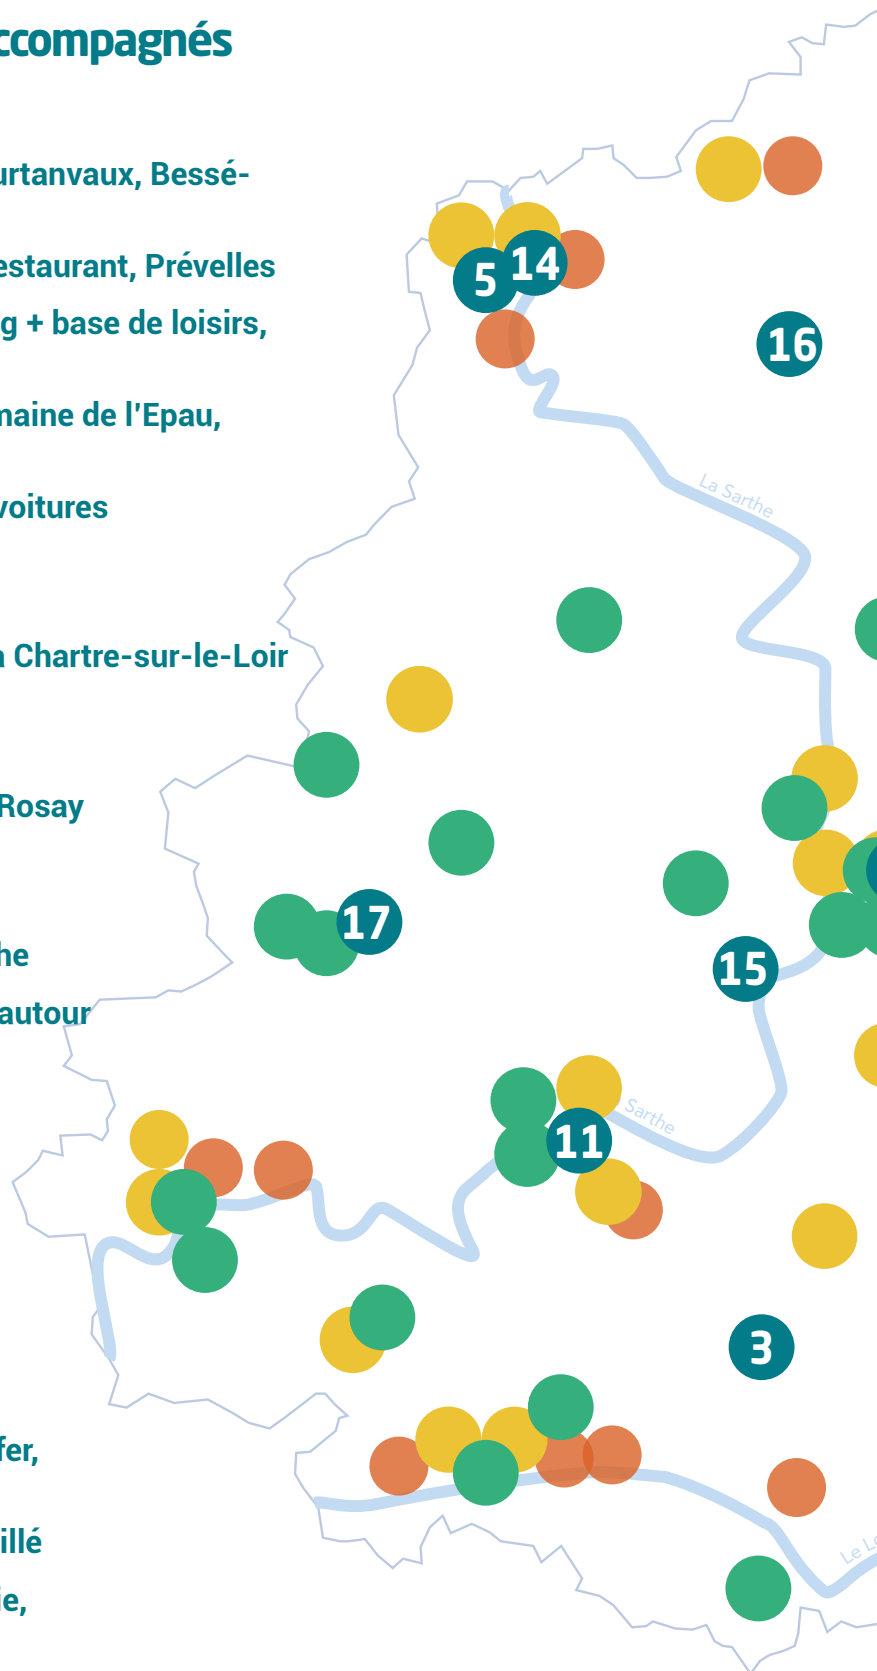 ccompagnés
urtanvaux, Bessé-
estaurant, Prévelles
g + base de loisirs,
maine de l'Epau,
voitures
a Chartre-sur-le-Loir
Rosay
he
autour
fer,
illé
ie,
5
14
16
La Sarthe
17
15
Sarthe
11
3
Le Lo